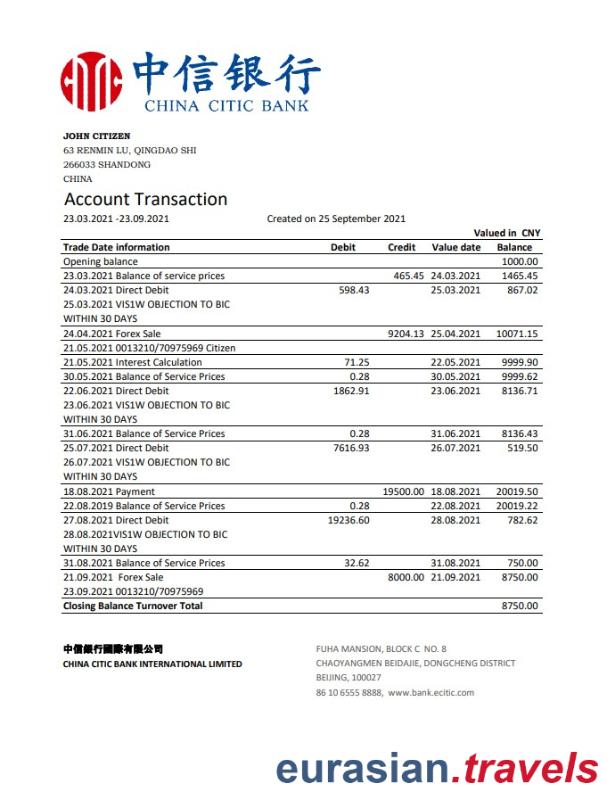 中信银行
CHINA CITIC BANK
JOHN CITIZEN
63 RENMIN LU, QINGDAO SHI
266033 SHANDONG
CHINA
Account Transaction
23.03.2021 -23.09.2021 Created on 25 September 2021
Valued in CNY
Trade Date information Debit Credit Value date Balance
Opening balance 1000.00
23.03.2021 Balance of service prices 465.45 24.03.2021 1465.45
24.03.2021 Direct Debit 598.43 25.03.2021 867.02
25.03.2021 VIS1W OBJECTION TO BIC
WITHIN 30 DAYS
24.04.2021 Forex Sale 9204.13 25.04.2021 10071.15
21.05.2021 0013210/70975969 Citizen
21.05.2021 Interest Calculation 71.25 22.05.2021 9999.90
30.05.2021 Balance of Service Prices 0.28 30.05.2021 9999.62
22.06.2021 Direct Debit 1862.91 23.06.2021 8136.71
23.06.2021 VIS1W OBJECTION TO BIC
WITHIN 30 DAYS
31.06.2021 Balance of Service Prices 0.28 31.06.2021 8136.43
25.07.2021 Direct Debit 7616.93 26.07.2021 519.50
26.07.2021 VIS1W OBJECTION TO BIC
WITHIN 30 DAYS
18.08.2021 Payment 19500.00 18.08.2021 20019.50
22.08.2019 Balance of Service Prices 0.28 22.08.2021 20019.22
27.08.2021 Direct Debit 19236.60 28.08.2021 782.62
28.08.2021VIS1W OBJECTION TO BIC
WITHIN 30 DAYS
31.08.2021 Balance of Service Prices 32.62 31.08.2021 750.00
21.09.2021 Forex Sale 8000.00 21.09.2021 8750.00
23.09.2021 0013210/70975969
Closing Balance Turnover Total 8750.00
中信銀行國際有限公司
CHINA CITIC BANK INTERNATIONAL LIMITED
FUHA MANSION, BLOCK C NO. 8
CHAOYANGMEN BEIDAJIE, DONGCHENG DISTRICT
BEIJING, 100027
86 10 6555 8888, www.bank.ecitic.com
eurasian.travels